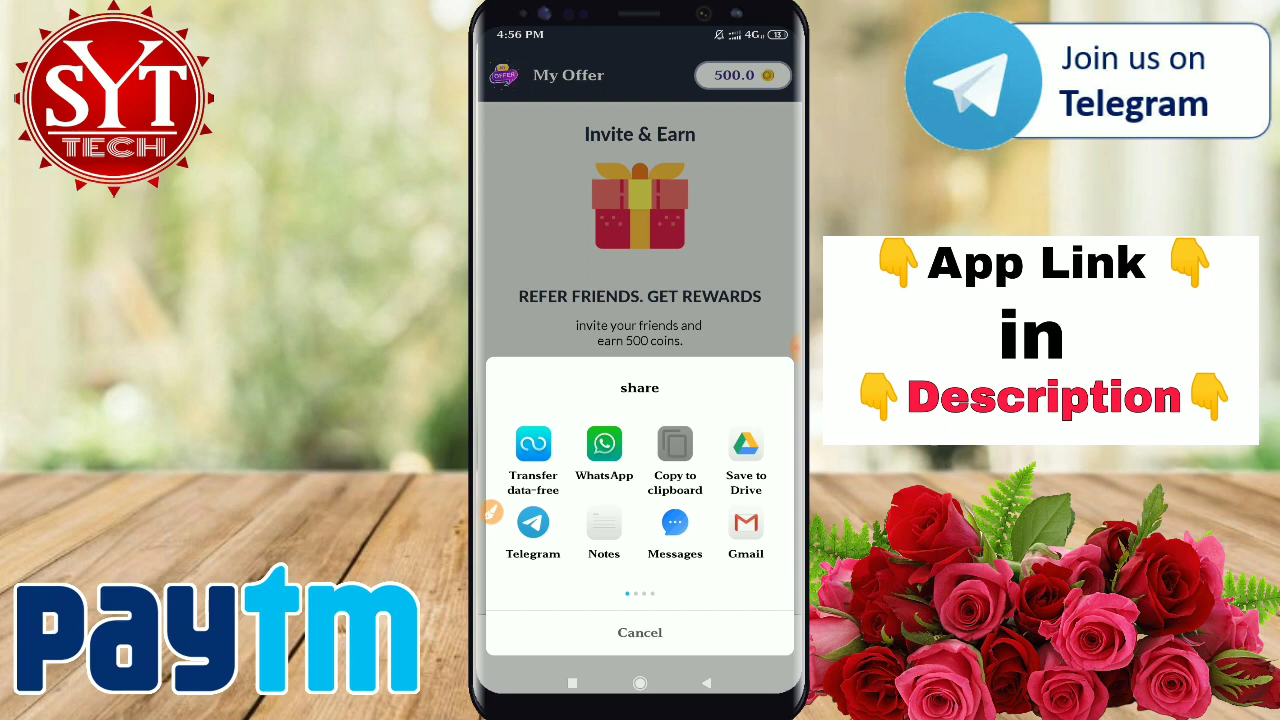 SYT
TECH
4:56 PM
4G
13
OFFER
My Offer
500.0
Invite & Earn
REFER FRIENDS. GET REWARDS
invite your friends and
earn 500 coins.
share
Transfer
data-free
WhatsApp
Copy to
clipboard
Save to
Drive
Telegram
Notes
Messages
Gmail
Cancel
Join us on
Telegram
👇App Link 👇
in
👇Description👇
paytm